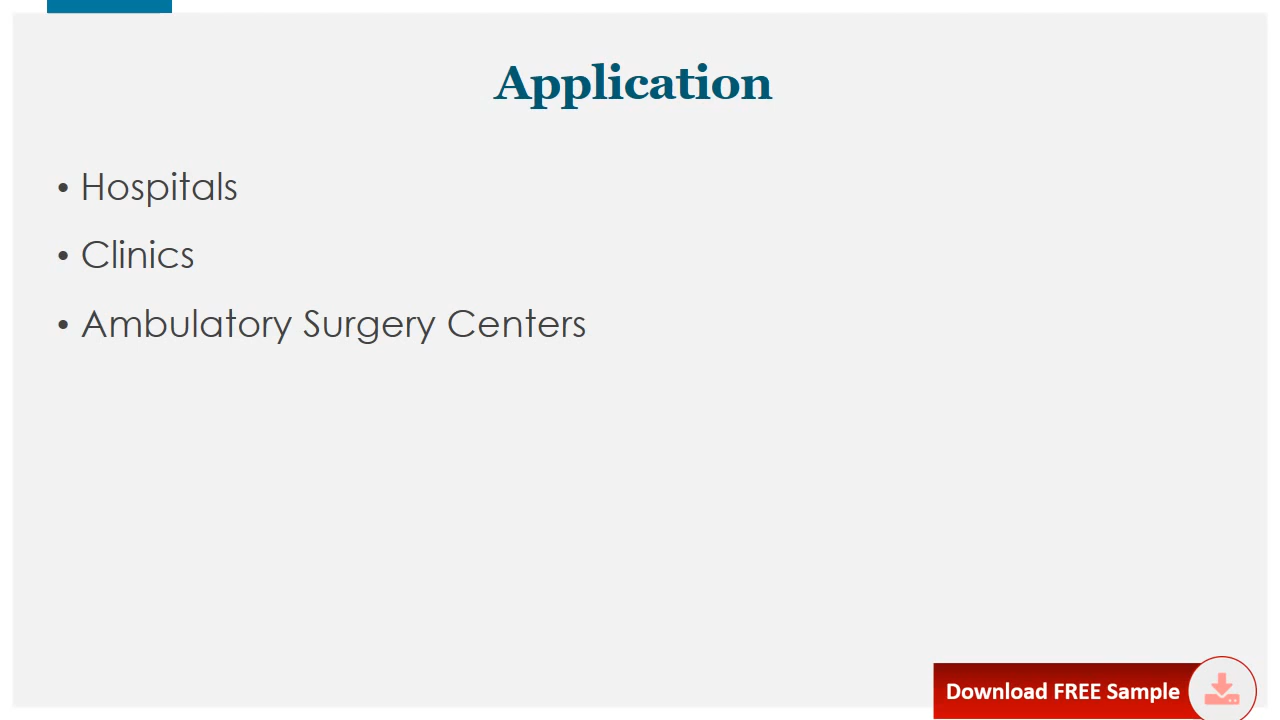 Application
• Hospitals
• Clinics
• Ambulatory Surgery Centers
Download FREE Sample